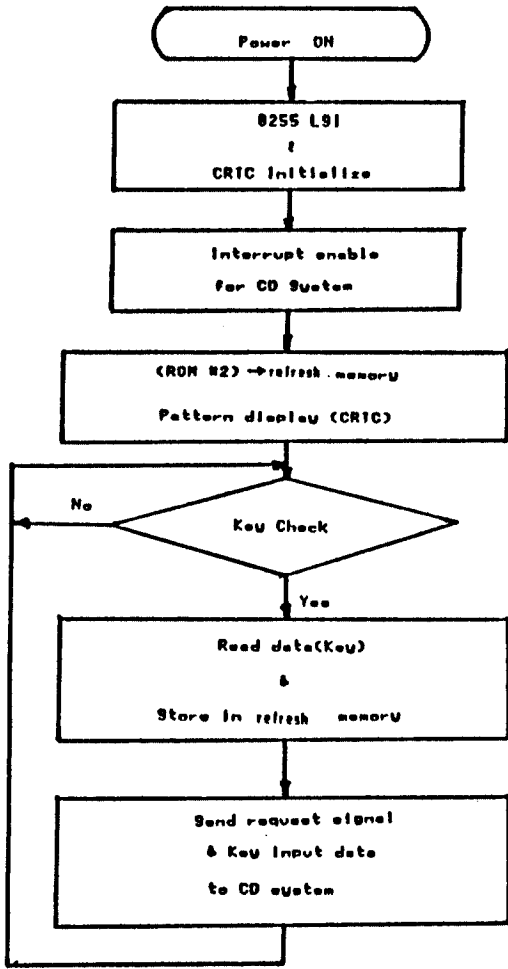 Power ON
8255 LSI
&
CRTC Initialize
Interrupt enable
for CD System
(ROM #2) → refresh memory
Pattern display (CRTC)
Key Check
No
Yes
Read data(Key)
&
Store In refresh memory
Send request signal
& Key Input data
to CD system